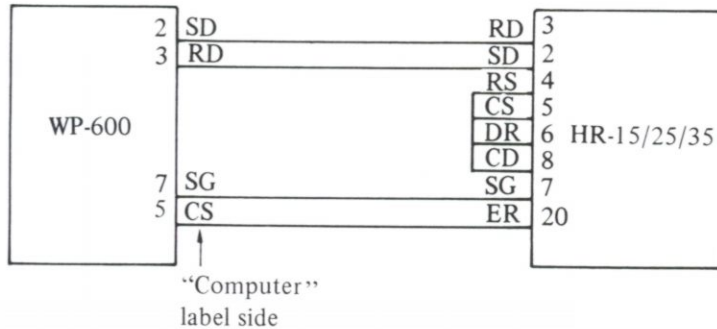 2 SD RD 3
3 RD SD 2
RS 4
CS 5
WP-600 DR 6 HR-15/25/35
CD 8
7 SG SG 7
5 CS ER 20
“Computer”
label side